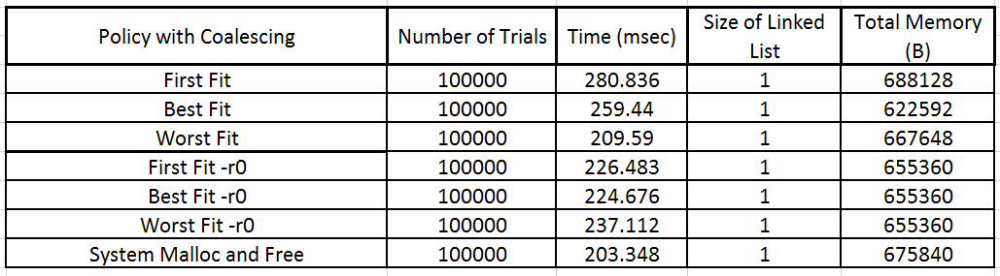 Policy with Coalescing Number of Trials Time (msec) Size of Linked List Total Memory (B)
First Fit 100000 280.836 1 688128
Best Fit 100000 259.44 1 622592
Worst Fit 100000 209.59 1 667648
First Fit -r0 100000 226.483 1 655360
Best Fit -r0 100000 224.676 1 655360
Worst Fit -r0 100000 237.112 1 655360
System Malloc and Free 100000 203.348 1 675840